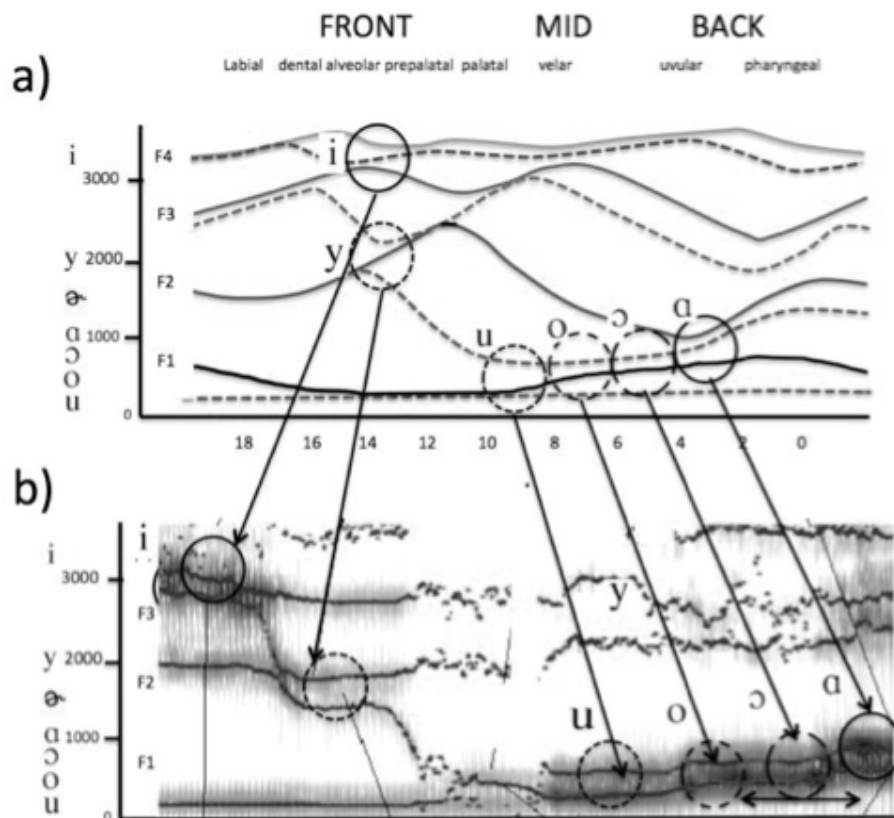 FRONT MID BACK
Labial dental alveolar prepalatal palatal velar uvular pharyngeal
a)
i F4 i
3000
F3
y 2000 y
œ F2
1000 u o ɔ ɑ
ɑ
ɔ F1
o
u 0
18 16 14 12 10 8 6 4 2 0
b)
i i
3000
F3 y
y 2000
F2
œ
1000 u o ɔ ɑ
ɑ
ɔ F1
o
u 0